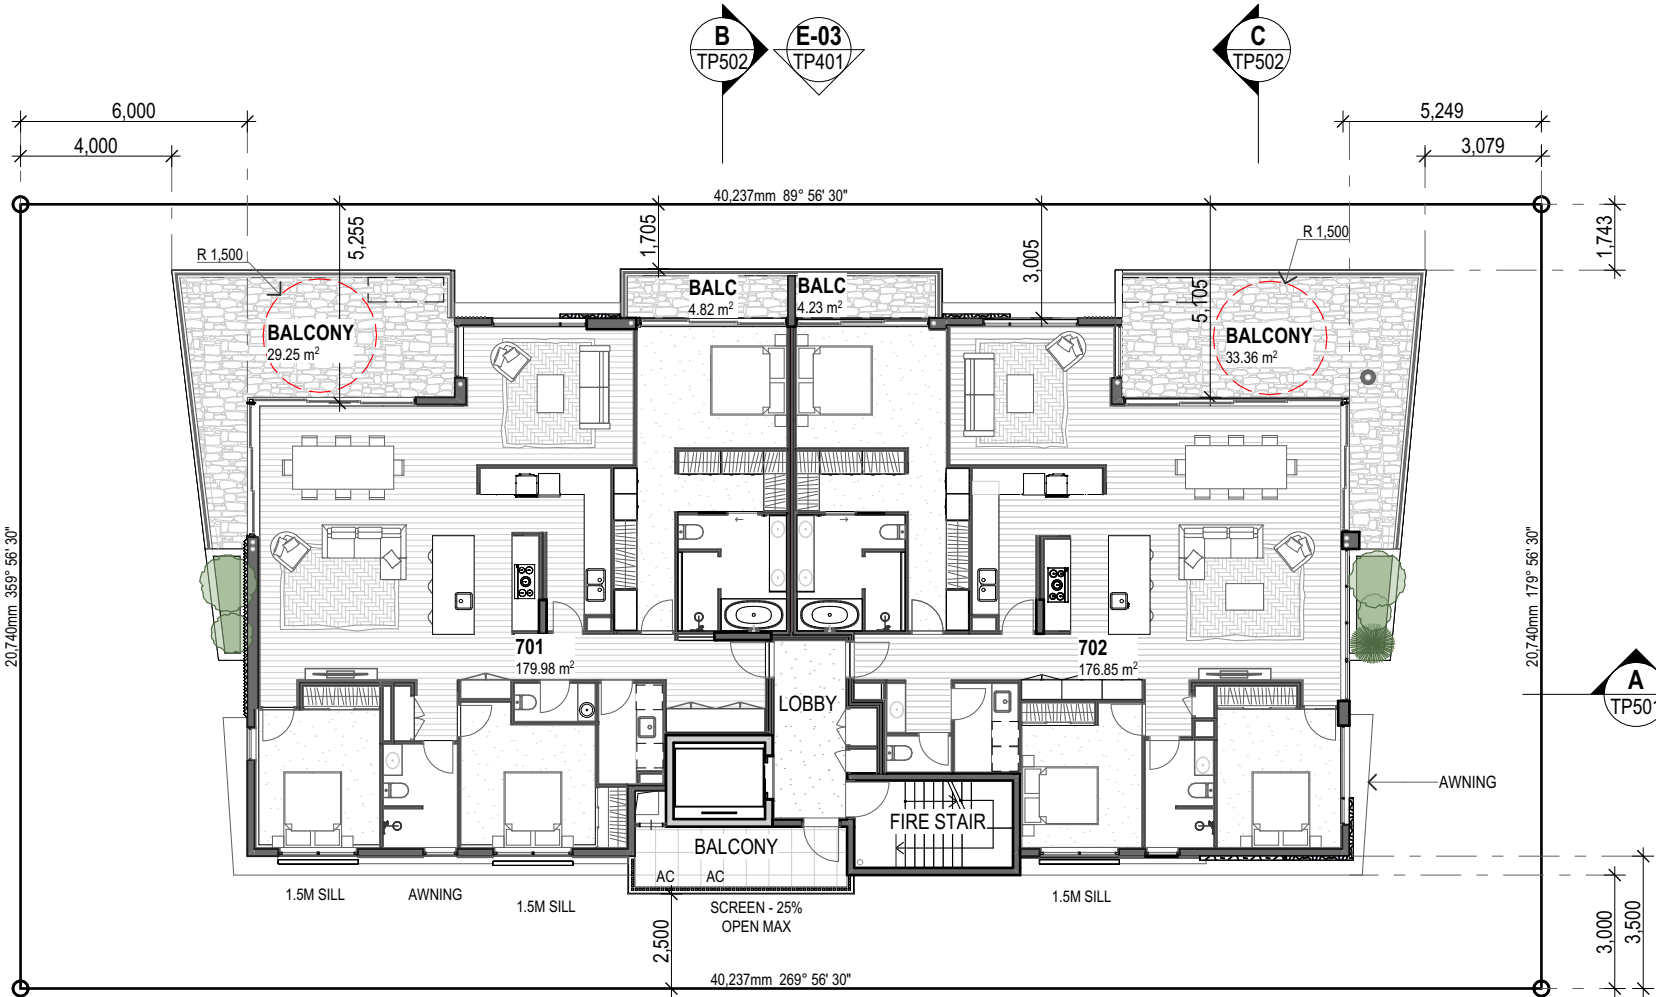 B
TP502
E-03
TP401
C
TP502
6,000
4,000
5,249
3,079
40,237mm 89° 56' 30"
5,255
1,705
3,005
5,105
1,743
R 1,500
R 1,500
BALCONY
29.25 m²
BALC
4.82 m²
BALC
4.23 m²
BALCONY
33.36 m²
20,740mm 359° 56' 30"
20,740mm 179° 56' 30"
701
179.98 m²
702
176.85 m²
LOBBY
A
TP501
AWNING
FIRE STAIR
BALCONY
AC
AC
1.5M SILL
AWNING
1.5M SILL
SCREEN - 25%
OPEN MAX
1.5M SILL
2,500
3,000
3,500
40,237mm 269° 56' 30"